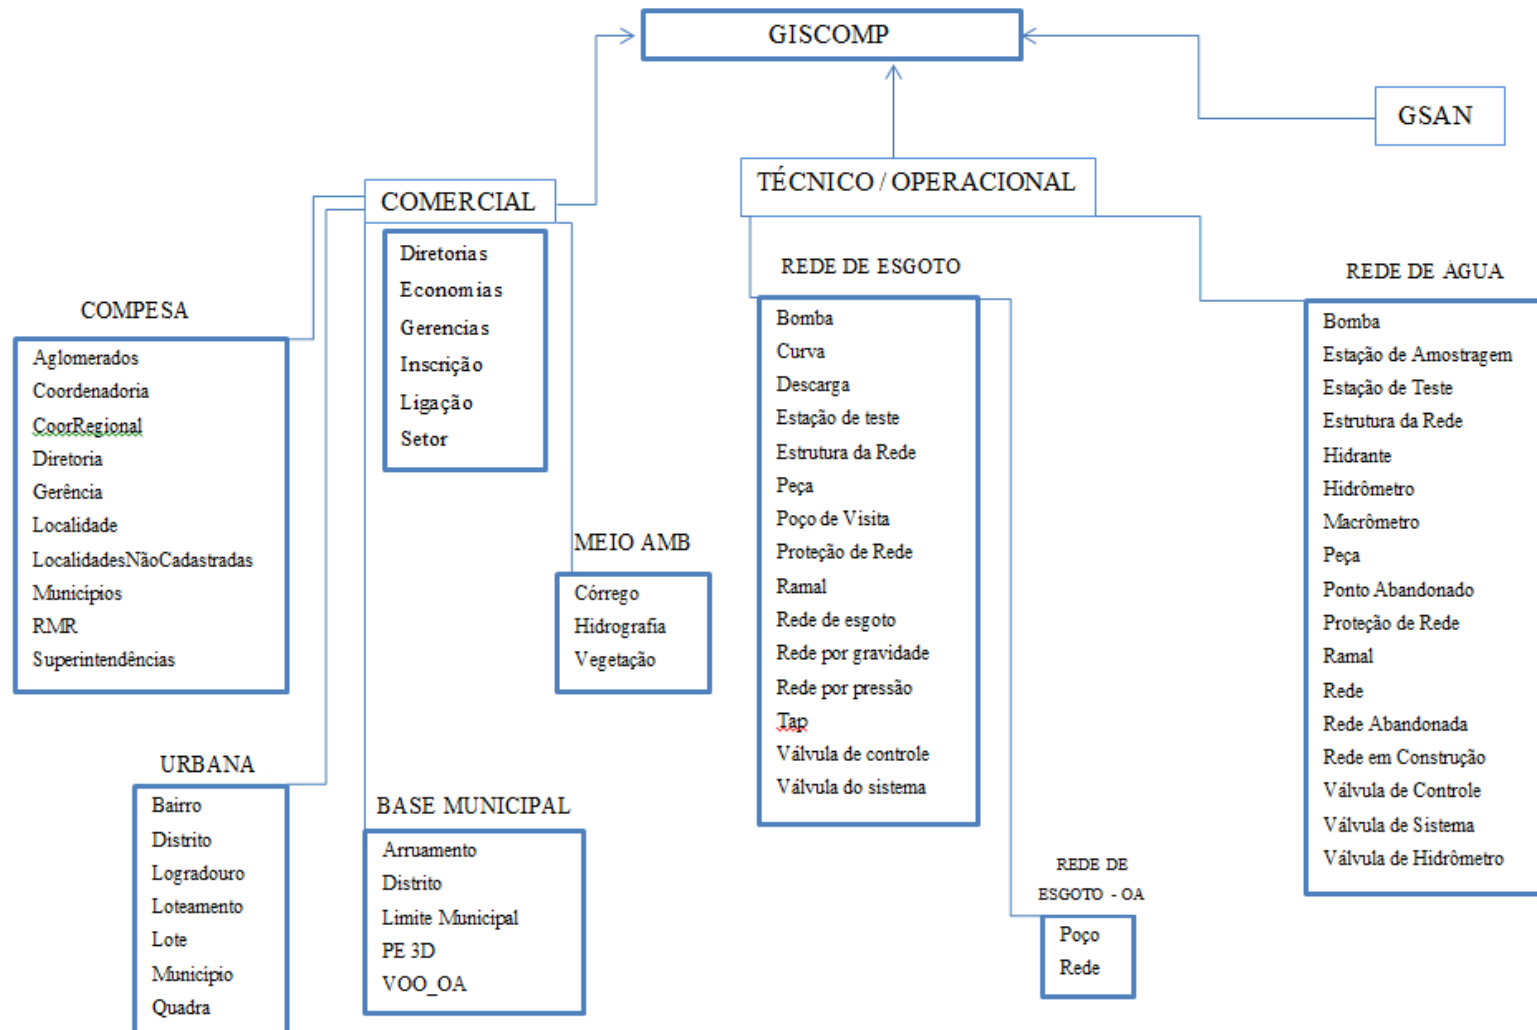 GISCOMP
GSAN
TÉCNICO / OPERACIONAL
COMERCIAL
Diretorias
Economias
Gerencias
Inscrição
Ligação
Setor
COMPESA
Aglomerados
Coordenadoria
CoorRegional
Diretoria
Gerência
Localidade
LocalidadesNãoCadastradas
Municípios
RMR
Superintendências
MEIO AMB
Córrego
Hidrografia
Vegetação
URBANA
Bairro
Distrito
Logradouro
Loteamento
Lote
Município
Quadra
BASE MUNICIPAL
Arruamento
Distrito
Limite Municipal
PE 3D
VOO_OA
REDE DE ESGOTO
Bomba
Curva
Descarga
Estação de teste
Estrutura da Rede
Peça
Poço de Visita
Proteção de Rede
Ramal
Rede de esgoto
Rede por gravidade
Rede por pressão
Tap
Válvula de controle
Válvula do sistema
REDE DE
ESGOTO - OA
Poço
Rede
REDE DE ÁGUA
Bomba
Estação de Amostragem
Estação de Teste
Estrutura da Rede
Hidrante
Hidrômetro
Macrômetro
Peça
Ponto Abandonado
Proteção de Rede
Ramal
Rede
Rede Abandonada
Rede em Construção
Válvula de Controle
Válvula de Sistema
Válvula de Hidrômetro